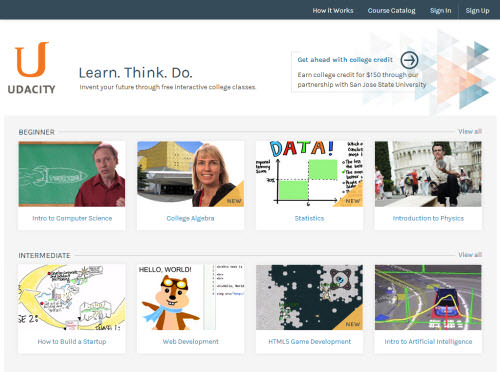 How it Works Course Catalog Sign In Sign Up
UDACITY
Learn. Think. Do.
Invent your future through free interactive college classes.
Get ahead with college credit
Earn college credit for $150 through our
partnership with San Jose State University
BEGINNER View all
NEW
DATA!
NEW
Intro to Computer Science College Algebra Statistics Introduction to Physics
INTERMEDIATE View all
HELLO, WORLD!
NEW
How to Build a Startup Web Development HTML5 Game Development Intro to Artificial Intelligence